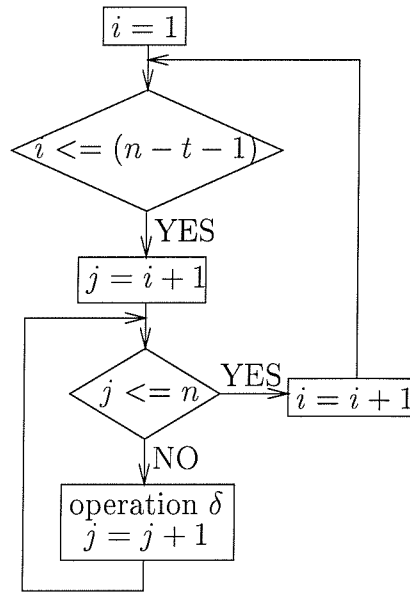 i = 1
i <= (n − t − 1)
YES
j = i + 1
j <= n
YES
i = i + 1
NO
operation δ
j = j + 1